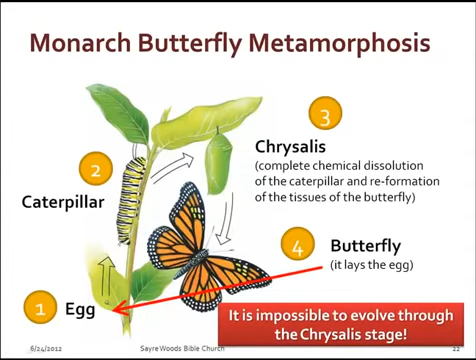 Monarch Butterfly Metamorphosis
3
Chrysalis
(complete chemical dissolution
of the caterpillar and re-formation
of the tissues of the butterfly)
2
Caterpillar
4
Butterfly
(it lays the egg)
1
Egg
It is impossible to evolve through
the Chrysalis stage!
6/24/2012
Sayre Woods Bible Church
22